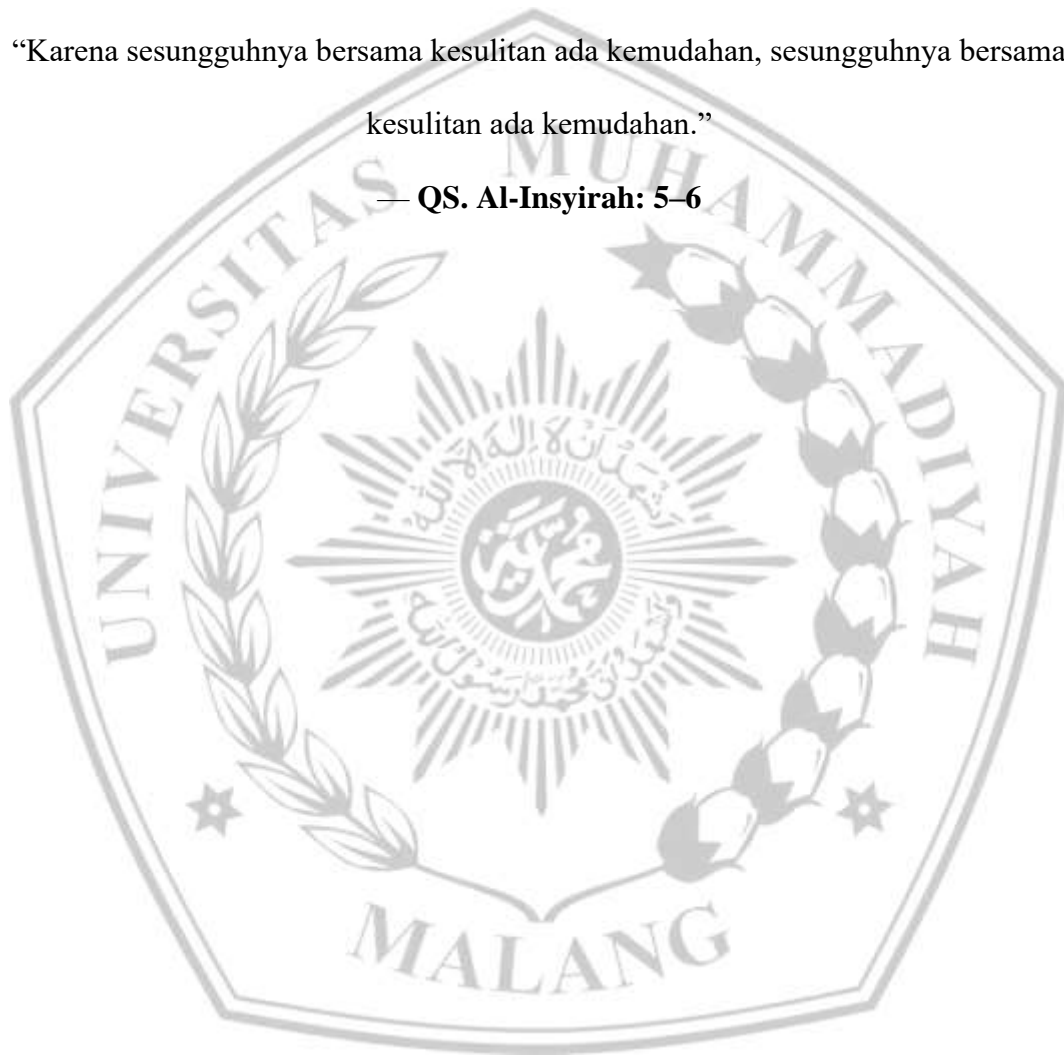 “Karena sesungguhnya bersama kesulitan ada kemudahan, sesungguhnya bersama
kesulitan ada kemudahan.”
— QS. Al-Insyirah: 5–6
UNIVERSITAS MUHAMMADIYAH
MALANG